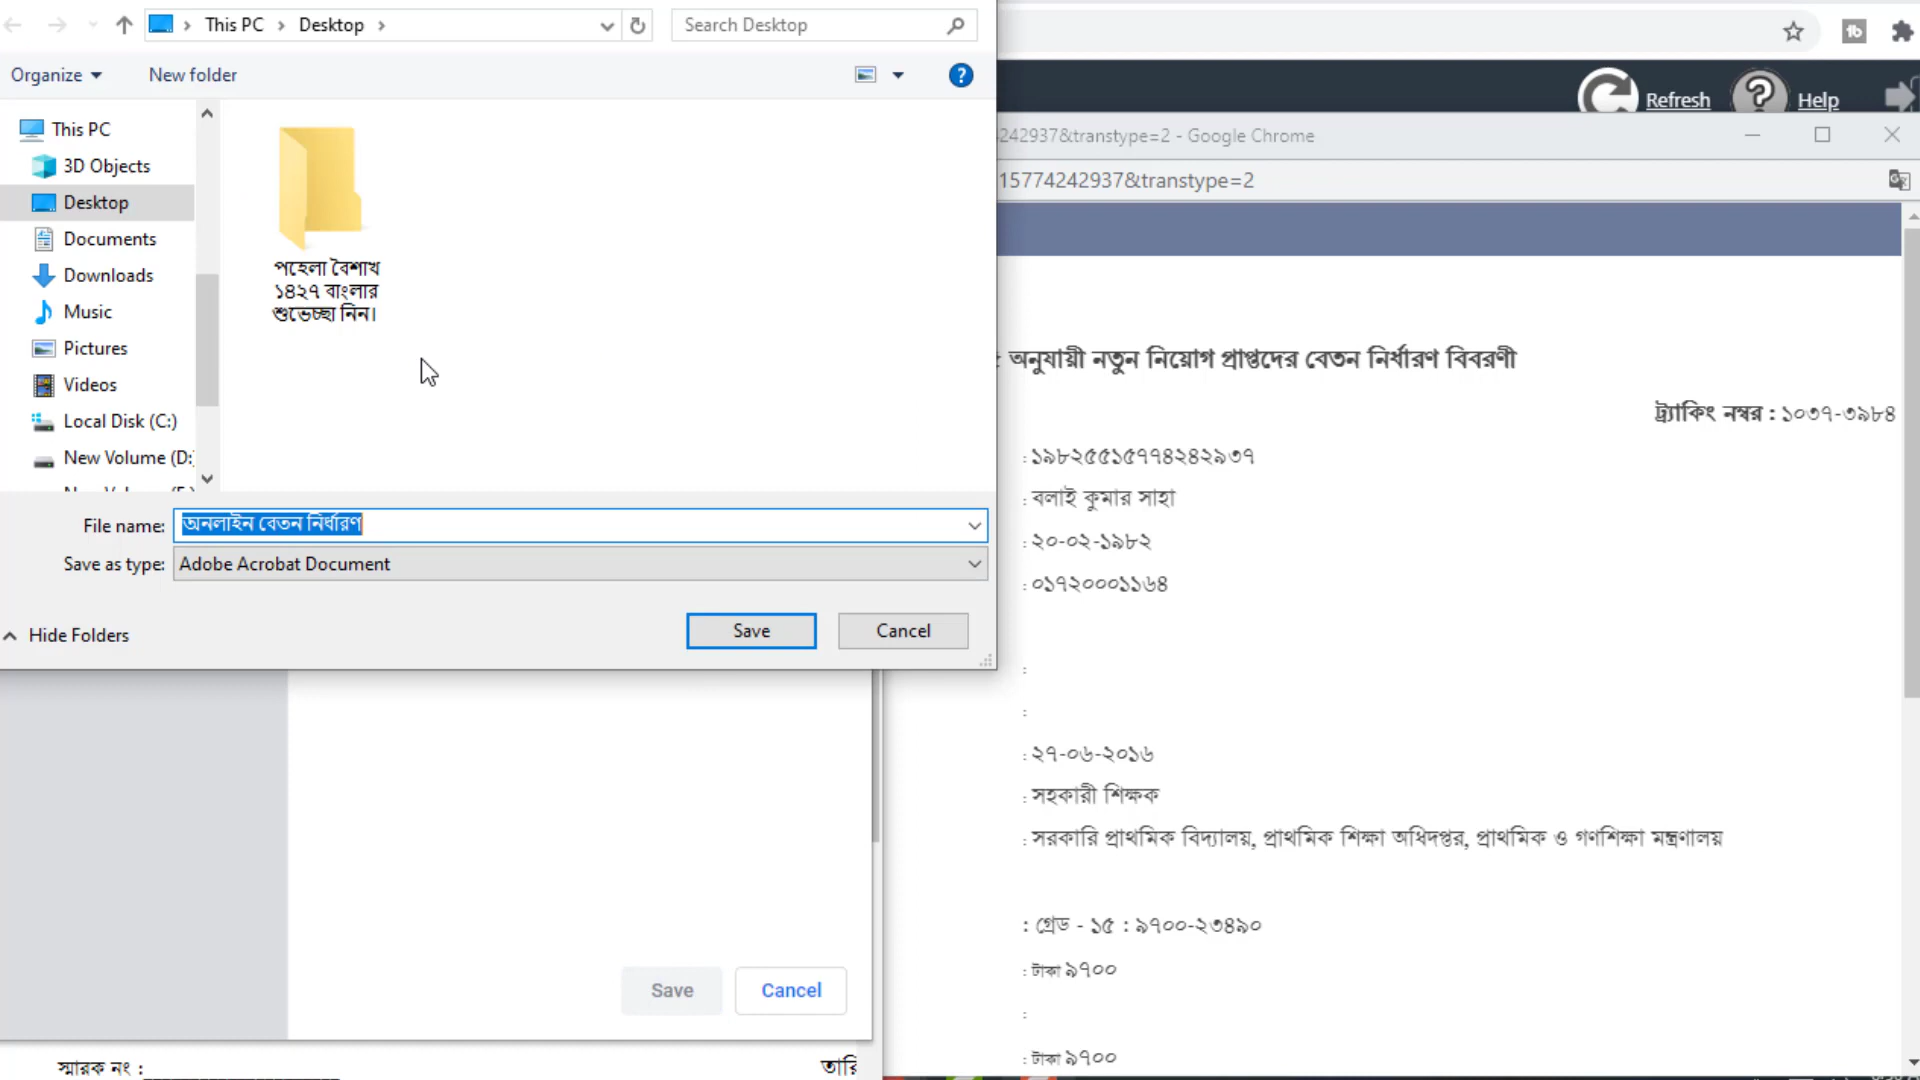 This PC > Desktop >
Search Desktop
Organize
New folder
This PC
3D Objects
Desktop
Documents
Downloads
Music
Pictures
Videos
Local Disk (C:)
New Volume (D:
পহেলা বৈশাখ
১৪২৭ বাংলার
শুভেচ্ছা নিন।
File name: অনলাইন বেতন নির্ধারণ
Save as type: Adobe Acrobat Document
Hide Folders
Save
Cancel
Refresh
Help
242937&transtype=2 - Google Chrome
15774242937&transtype=2
অনুযায়ী নতুন নিয়োগ প্রাপ্তদের বেতন নির্ধারণ বিবরণী
ট্র্যাকিং নম্বর : ১০৩৭-৩৯৮৪
: ১৯৮২৫৫১৫৭৭৪২৪২৯৩৭
: বলাই কুমার সাহা
: ২০-০২-১৯৮২
: ০১৭২০০০১১৬৪
:
:
: ২৭-০৬-২০১৬
: সহকারী শিক্ষক
: সরকারি প্রাথমিক বিদ্যালয়, প্রাথমিক শিক্ষা অধিদপ্তর, প্রাথমিক ও গণশিক্ষা মন্ত্রণালয়
: গ্রেড - ১৫ : ৯৭০০-২৩৪৯০
: টাকা ৯৭০০
:
: টাকা ৯৭০০
Save
Cancel
স্মারক নং :